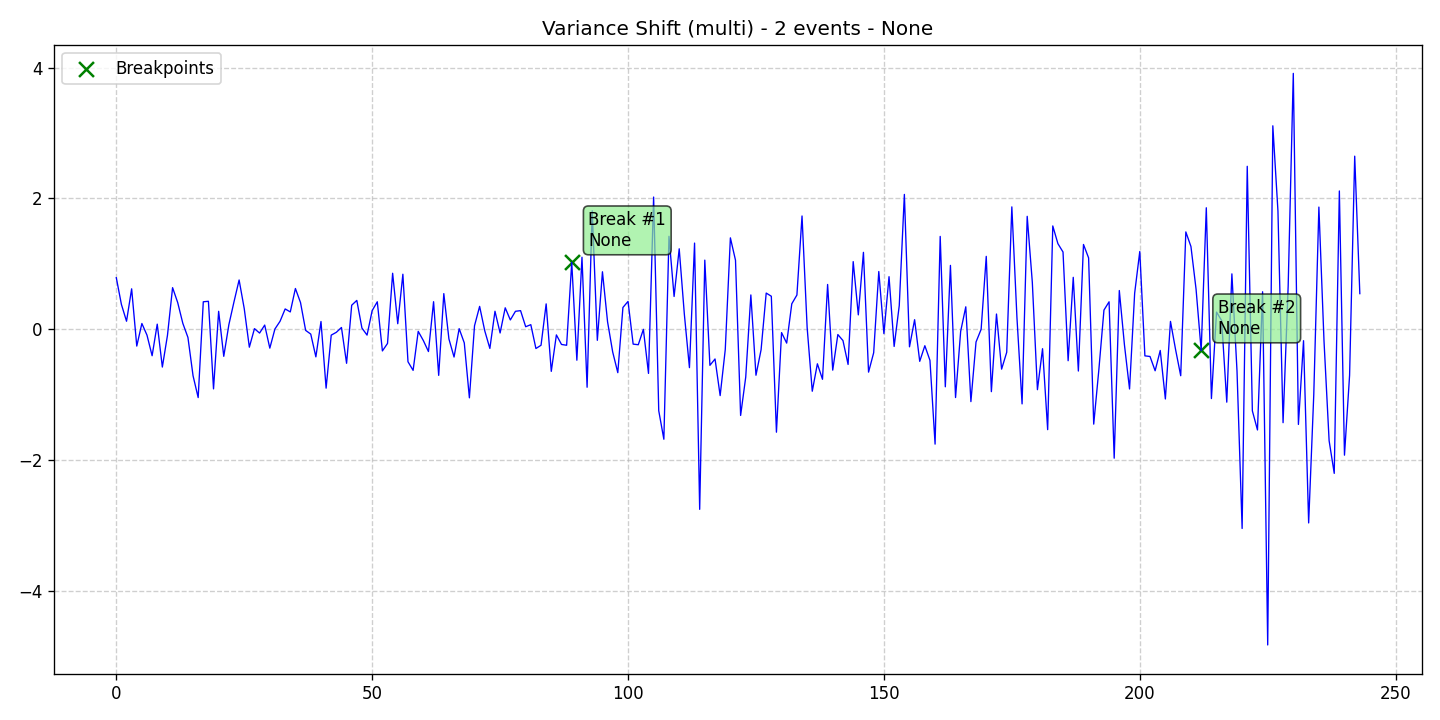 Variance Shift (multi) - 2 events - None
Breakpoints
4
2
0
−2
−4
Break #1
None
Break #2
None
0
50
100
150
200
250